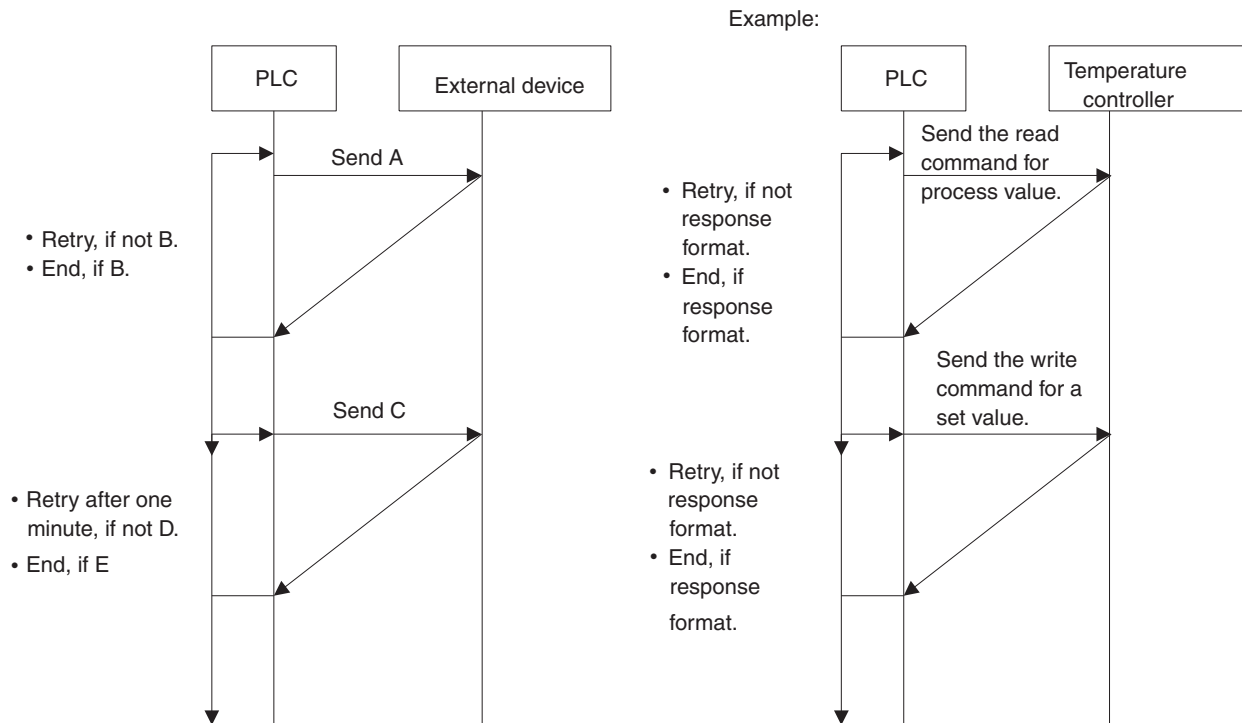 PLC
External device
Send A
• Retry, if not B.
• End, if B.
Send C
• Retry after one
minute, if not D.
• End, if E
Example:
PLC
Temperature
controller
Send the read
command for
process value.
• Retry, if not
response
format.
• End, if
response
format.
Send the write
command for a
set value.
• Retry, if not
response
format.
• End, if
response
format.